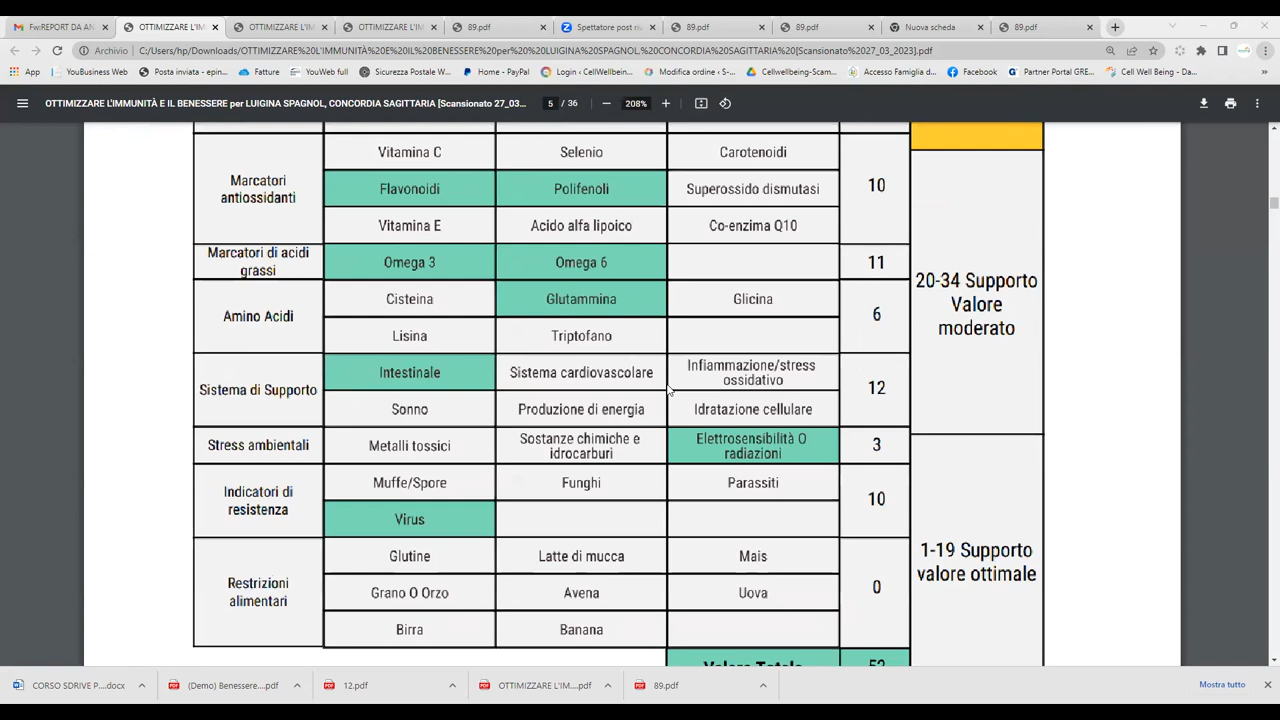 Fw:REPORT DA AN
OTTIMIZZARE L'IM
OTTIMIZZARE L'IM
OTTIMIZZARE L'IM
89.pdf
Spettatore post ri
89.pdf
89.pdf
Nuova scheda
89.pdf
Archivio
C:/Users/hp/Downloads/OTTIMIZZARE%20L'IMMUNITÀ%20E%20IL%20BENESSERE%20per%20%20LUIGINA%20SPAGNOL,%20CONCORDIA%20SAGITTARIA%20[Scansionato%2027_03_2023].pdf
App
YouBusiness Web
Posta inviata - epin...
Fatture
YouWeb full
Sicurezza Postale W...
Home - PayPal
Login ‹ CellWellbein...
Modifica ordine ‹ S...
Cellwellbeing-Scam...
Accesso Famiglia d...
Facebook
Partner Portal GRE...
Cell Well Being - Da...
OTTIMIZZARE L'IMMUNITÀ E IL BENESSERE per LUIGINA SPAGNOL, CONCORDIA SAGITTARIA [Scansionato 27_03...
5 / 36
208%
Marcatori
antiossidanti
Vitamina C
Selenio
Carotenoidi
Flavonoidi
Polifenoli
Superossido dismutasi
Vitamina E
Acido alfa lipoico
Co-enzima Q10
10
Marcatori di acidi
grassi
Omega 3
Omega 6
11
Amino Acidi
Cisteina
Glutammina
Glicina
Lisina
Triptofano
6
Sistema di Supporto
Intestinale
Sistema cardiovascolare
Infiammazione/stress
ossidativo
Sonno
Produzione di energia
Idratazione cellulare
12
Stress ambientali
Metalli tossici
Sostanze chimiche e
idrocarburi
Elettrosensibilità O
radiazioni
3
Indicatori di
resistenza
Muffe/Spore
Funghi
Parassiti
Virus
10
Restrizioni
alimentari
Glutine
Latte di mucca
Mais
Grano O Orzo
Avena
Uova
Birra
Banana
0
20-34 Supporto
Valore
moderato
1-19 Supporto
valore ottimale
Valore Totale
52
CORSO SDRIVE P....docx
(Demo) Benesser....pdf
12.pdf
OTTIMIZZARE L'IM....pdf
89.pdf
Mostra tutto